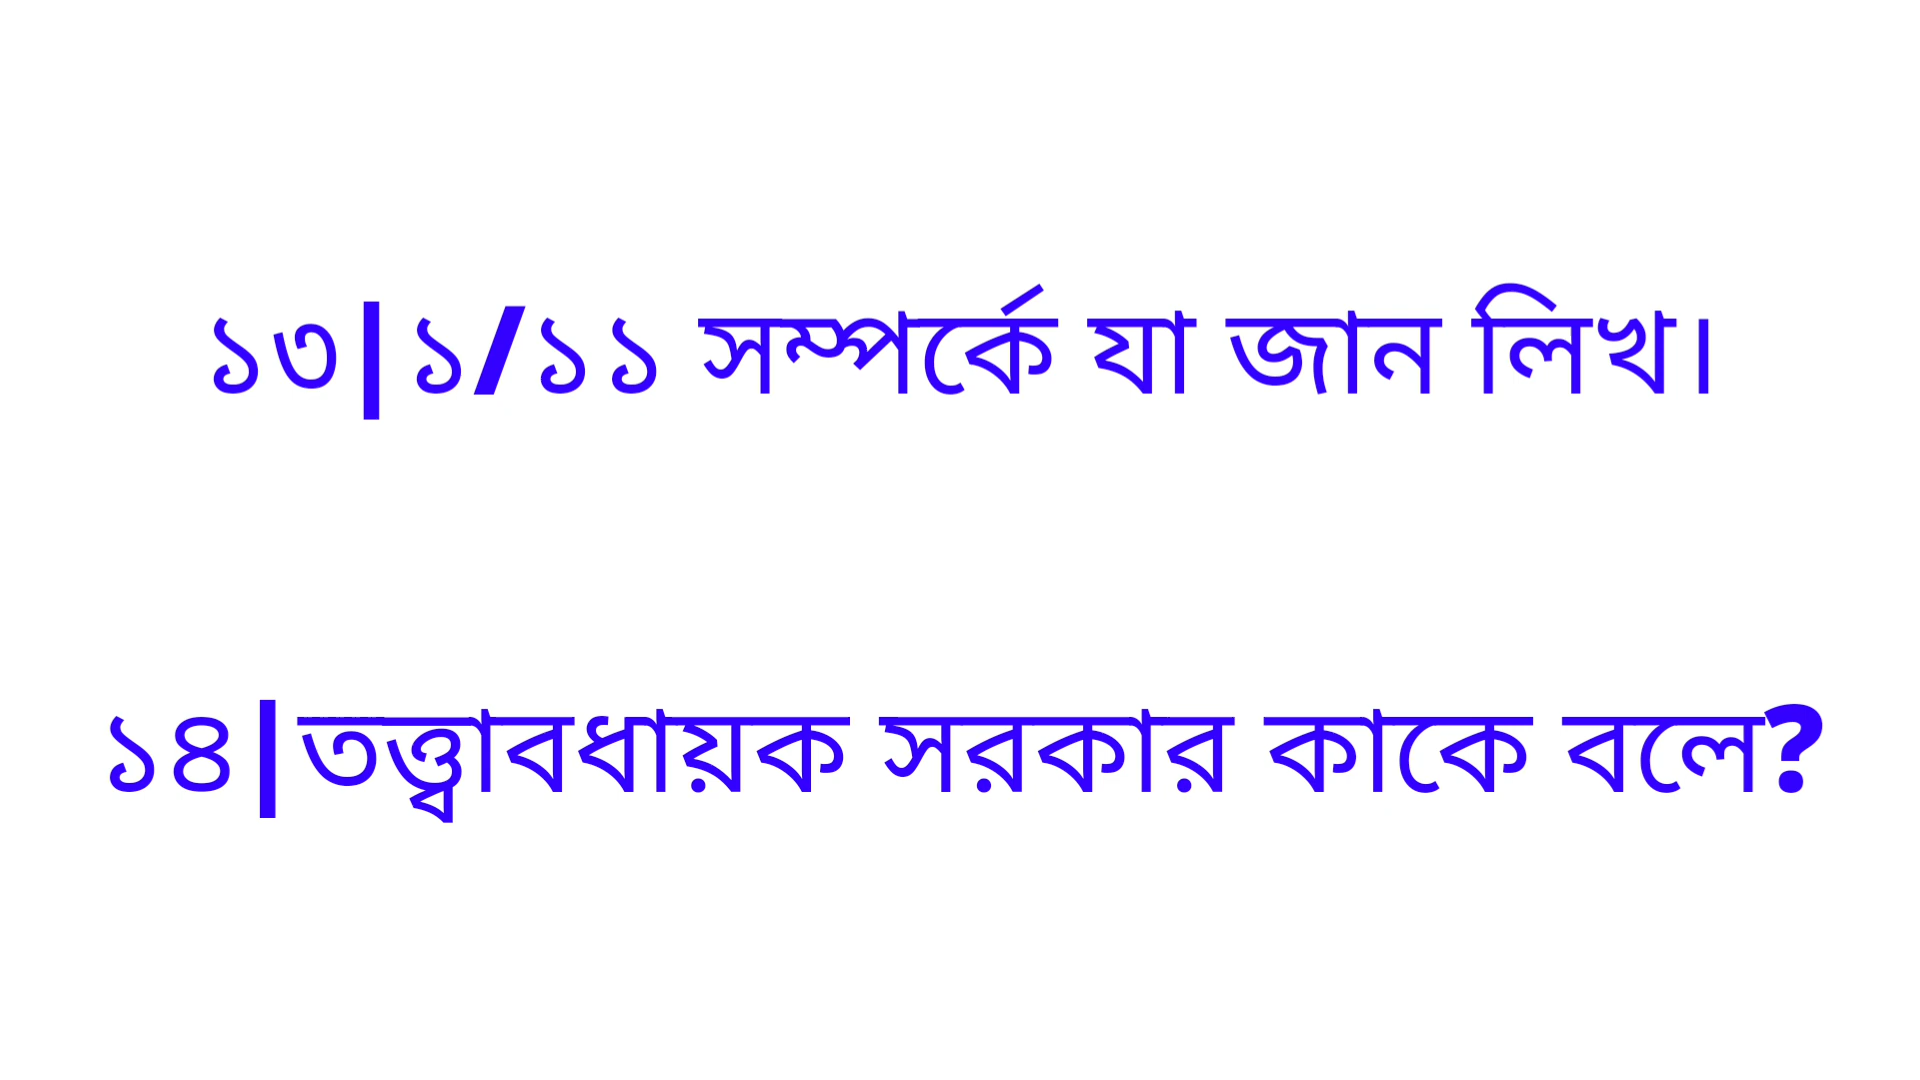 ১৩|১/১১ সম্পর্কে যা জান লিখ।
১৪|তত্ত্বাবধায়ক সরকার কাকে বলে?